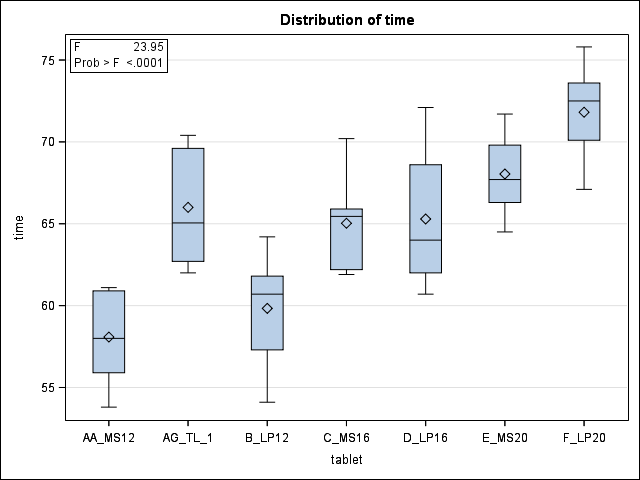 Distribution of time
F 23.95
Prob > F <.0001
75
70
65
60
55
time
AA_MS12 AG_TL_1 B_LP12 C_MS16 D_LP16 E_MS20 F_LP20
tablet